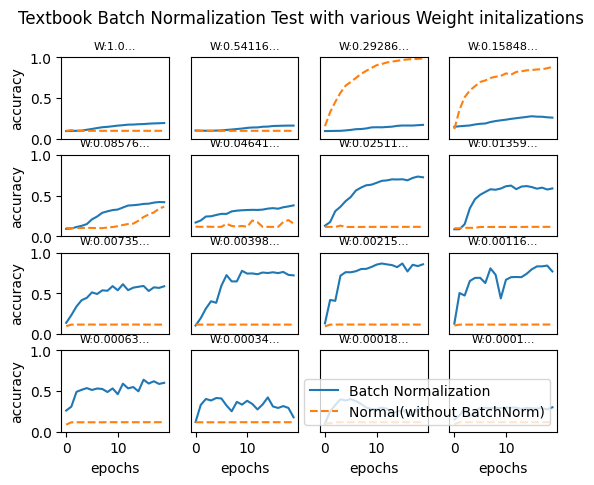 Textbook Batch Normalization Test with various Weight initalizations
W:1.0...
W:0.54116...
W:0.29286...
W:0.15848...
accuracy
1.0
0.5
0.0
W:0.08576...
W:0.04641...
W:0.02511...
W:0.01359...
accuracy
1.0
0.5
0.0
W:0.00735...
W:0.00398...
W:0.00215...
W:0.00116...
accuracy
1.0
0.5
0.0
W:0.00063...
W:0.00034...
W:0.00018...
W:0.0001...
accuracy
1.0
0.5
0.0
Batch Normalization
Normal(without BatchNorm)
0 10
0 10
0 10
0 10
epochs
epochs
epochs
epochs